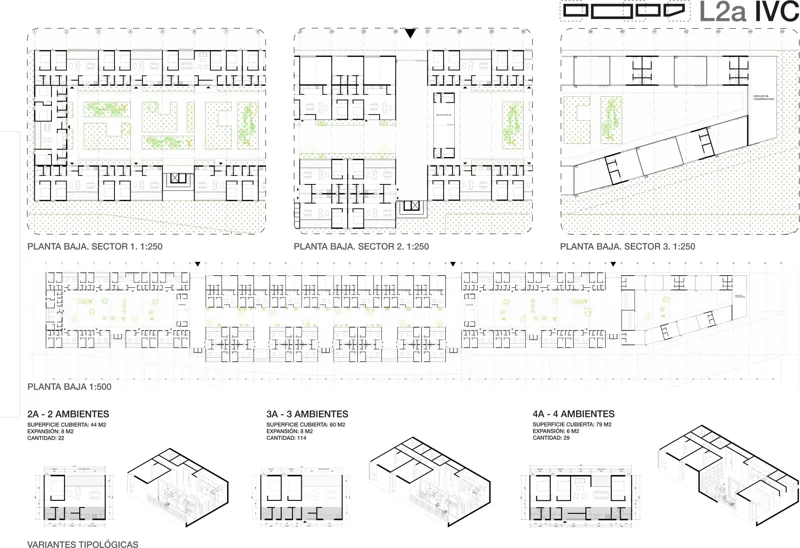 L2a IVC
PLANTA BAJA. SECTOR 1. 1:250
PLANTA BAJA. SECTOR 2. 1:250
PLANTA BAJA. SECTOR 3. 1:250
PLANTA BAJA 1:500
2A - 2 AMBIENTES
SUPERFICIE CUBIERTA: 44 M2
EXPANSIÓN: 8 M2
CANTIDAD: 22
3A - 3 AMBIENTES
SUPERFICIE CUBIERTA: 60 M2
EXPANSIÓN: 8 M2
CANTIDAD: 114
4A - 4 AMBIENTES
SUPERFICIE CUBIERTA: 79 M2
EXPANSIÓN: 6 M2
CANTIDAD: 29
VARIANTES TIPOLÓGICAS